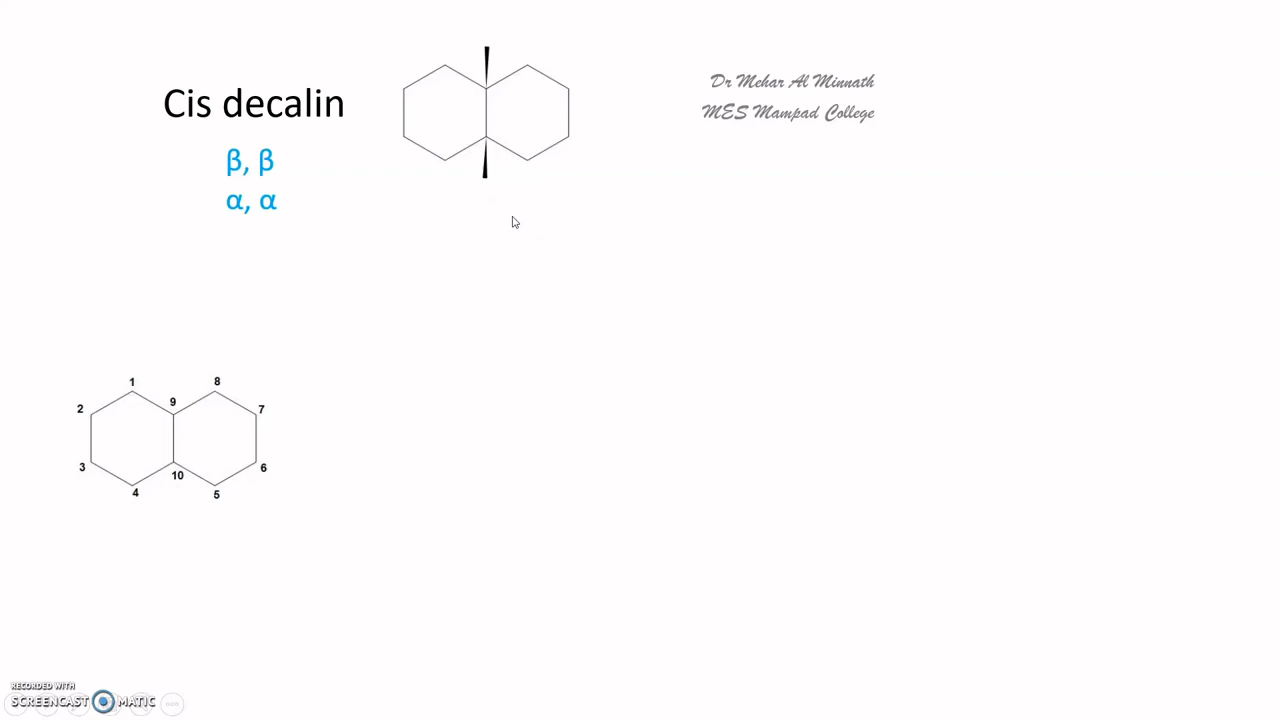 Cis decalin
β, β
α, α
Dr Mehar Al Minnath
MES Mampad College
1
8
9
2
7
3
10
6
4
5
RECORDED WITH
SCREENCAST MATIC